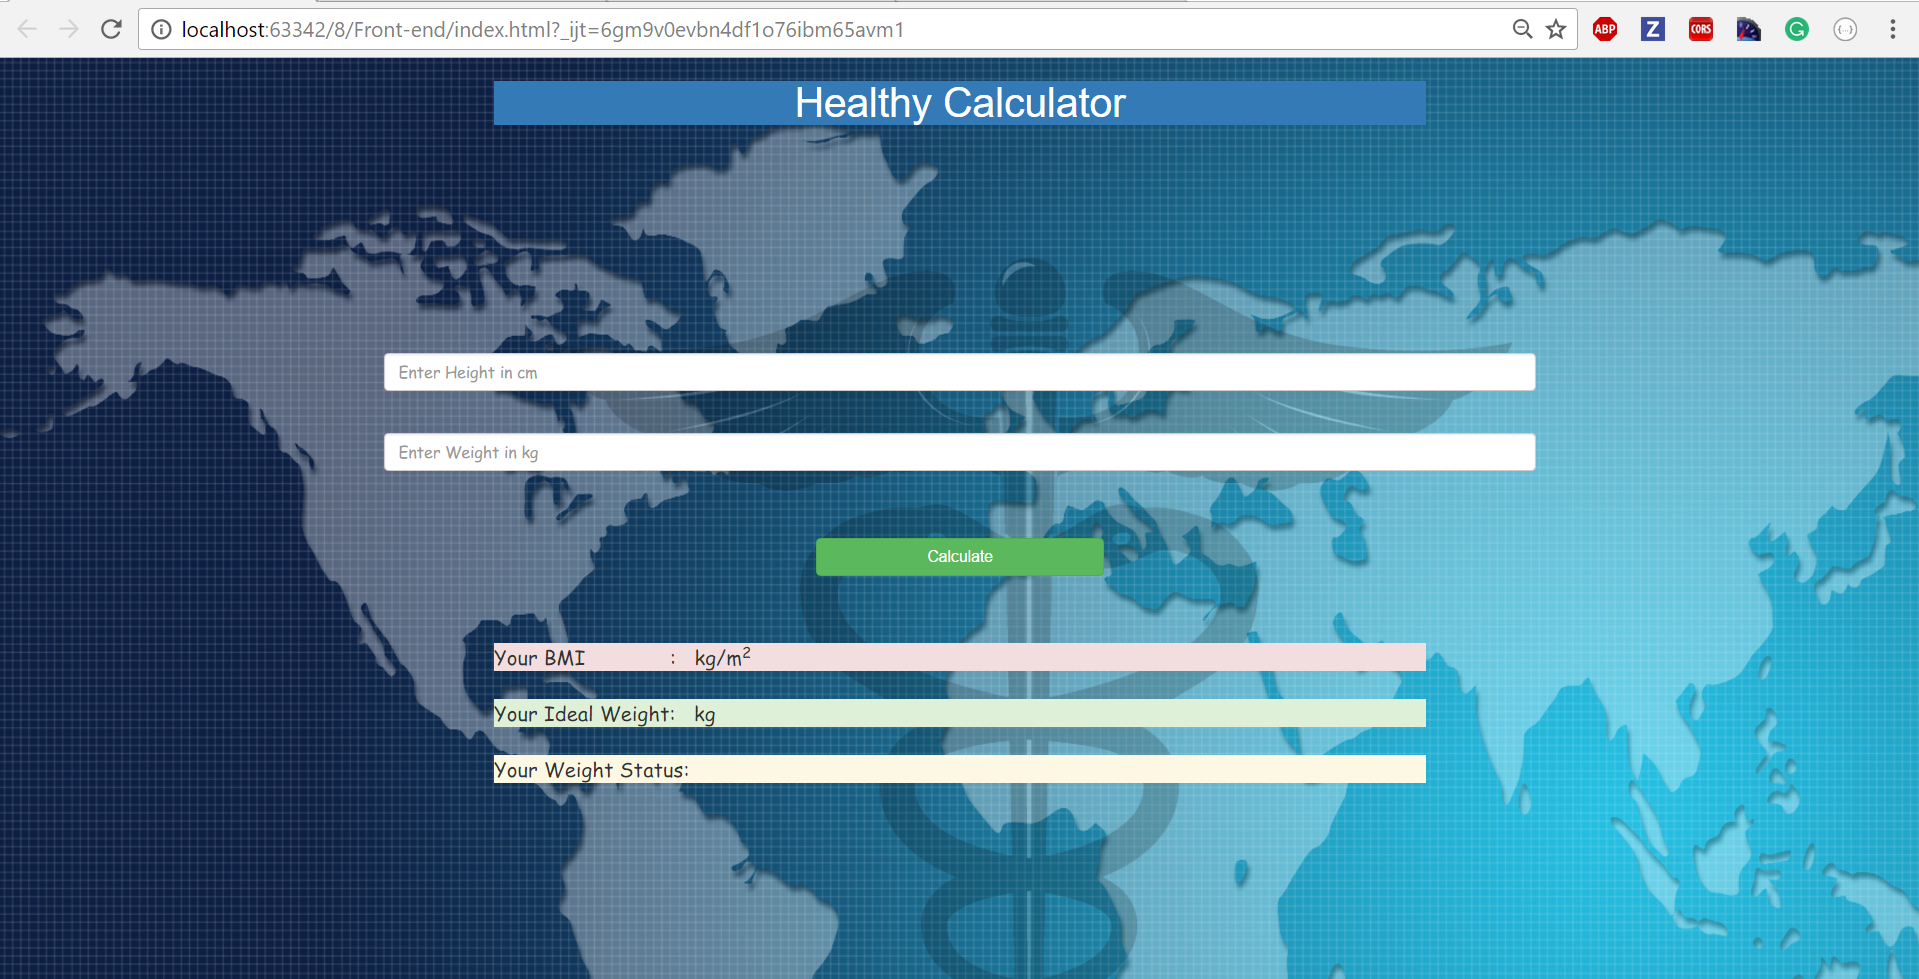 localhost:63342/8/Front-end/index.html?_ijt=6gm9v0evbn4df1o76ibm65avm1
ABP Z CORS G {...}
Healthy Calculator
Enter Height in cm
Enter Weight in kg
Calculate
Your BMI : kg/m²
Your Ideal Weight: kg
Your Weight Status: